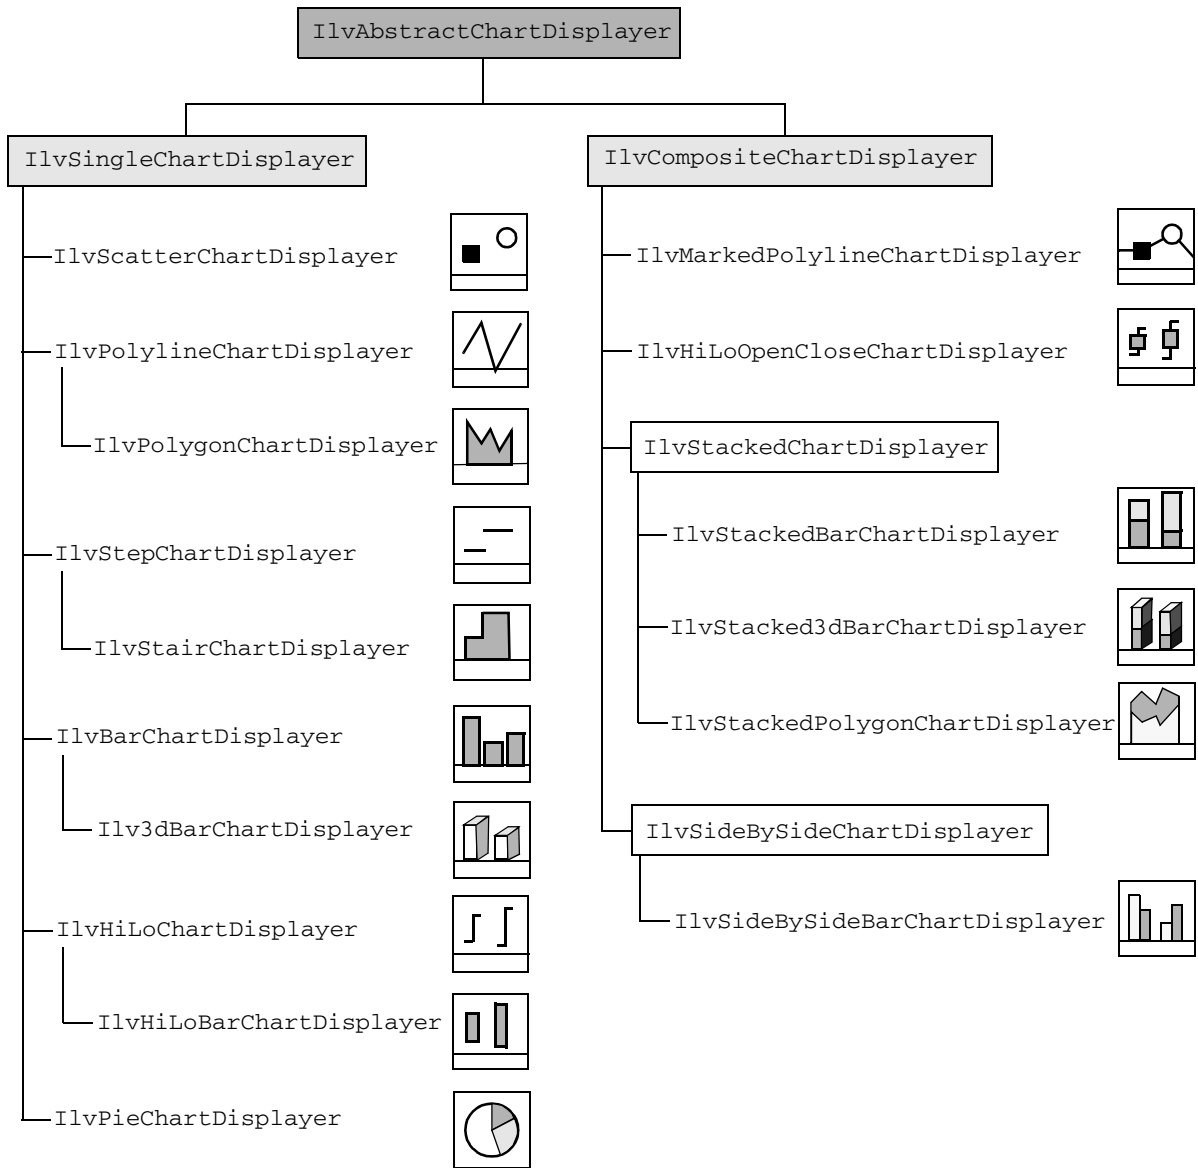 IlvAbstractChartDisplayer
IlvSingleChartDisplayer
IlvScatterChartDisplayer
IlvPolylineChartDisplayer
IlvPolygonChartDisplayer
IlvStepChartDisplayer
IlvStairChartDisplayer
IlvBarChartDisplayer
Ilv3dBarChartDisplayer
IlvHiLoChartDisplayer
IlvHiLoBarChartDisplayer
IlvPieChartDisplayer
IlvCompositeChartDisplayer
IlvMarkedPolylineChartDisplayer
IlvHiLoOpenCloseChartDisplayer
IlvStackedChartDisplayer
IlvStackedBarChartDisplayer
IlvStacked3dBarChartDisplayer
IlvStackedPolygonChartDisplayer
IlvSideBySideChartDisplayer
IlvSideBySideBarChartDisplayer